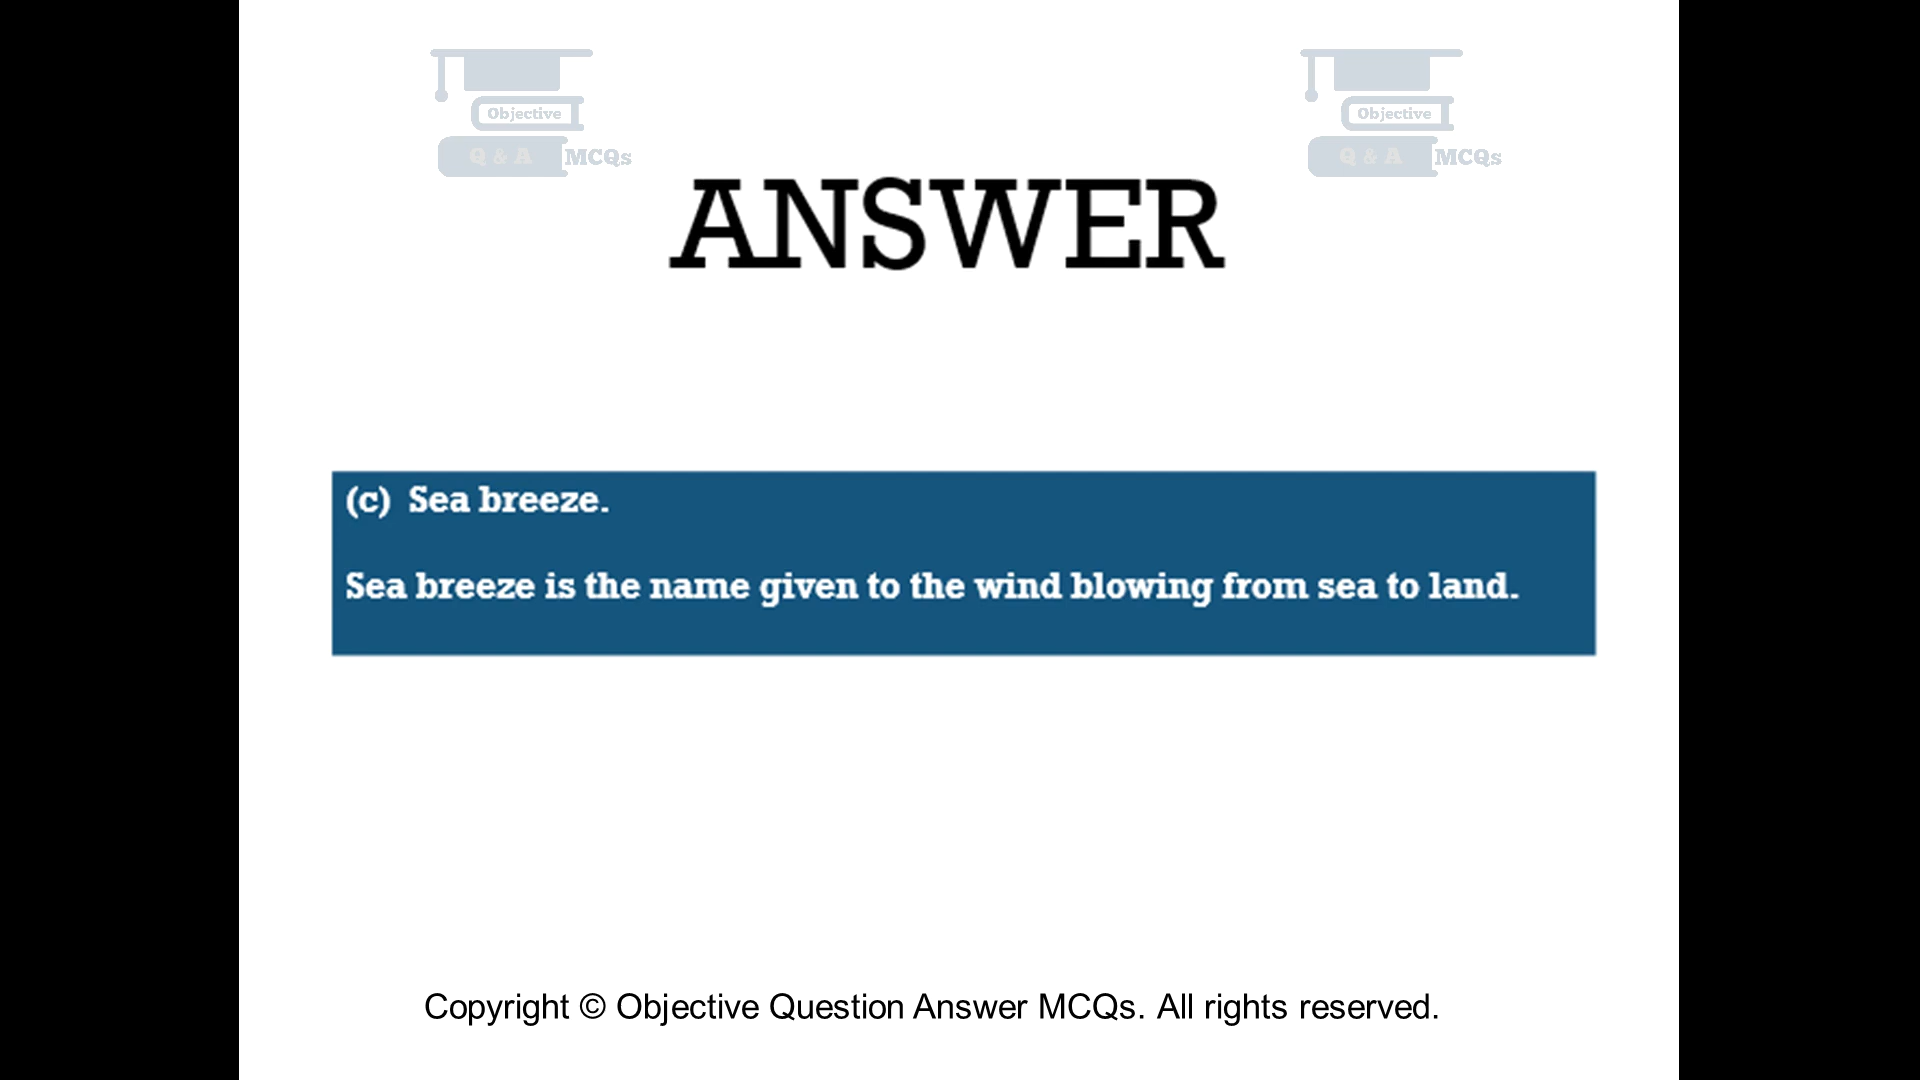 Objective
Q & A MCQs
Objective
Q & A MCQs
ANSWER
(c) Sea breeze.
Sea breeze is the name given to the wind blowing from sea to land.
Copyright © Objective Question Answer MCQs. All rights reserved.